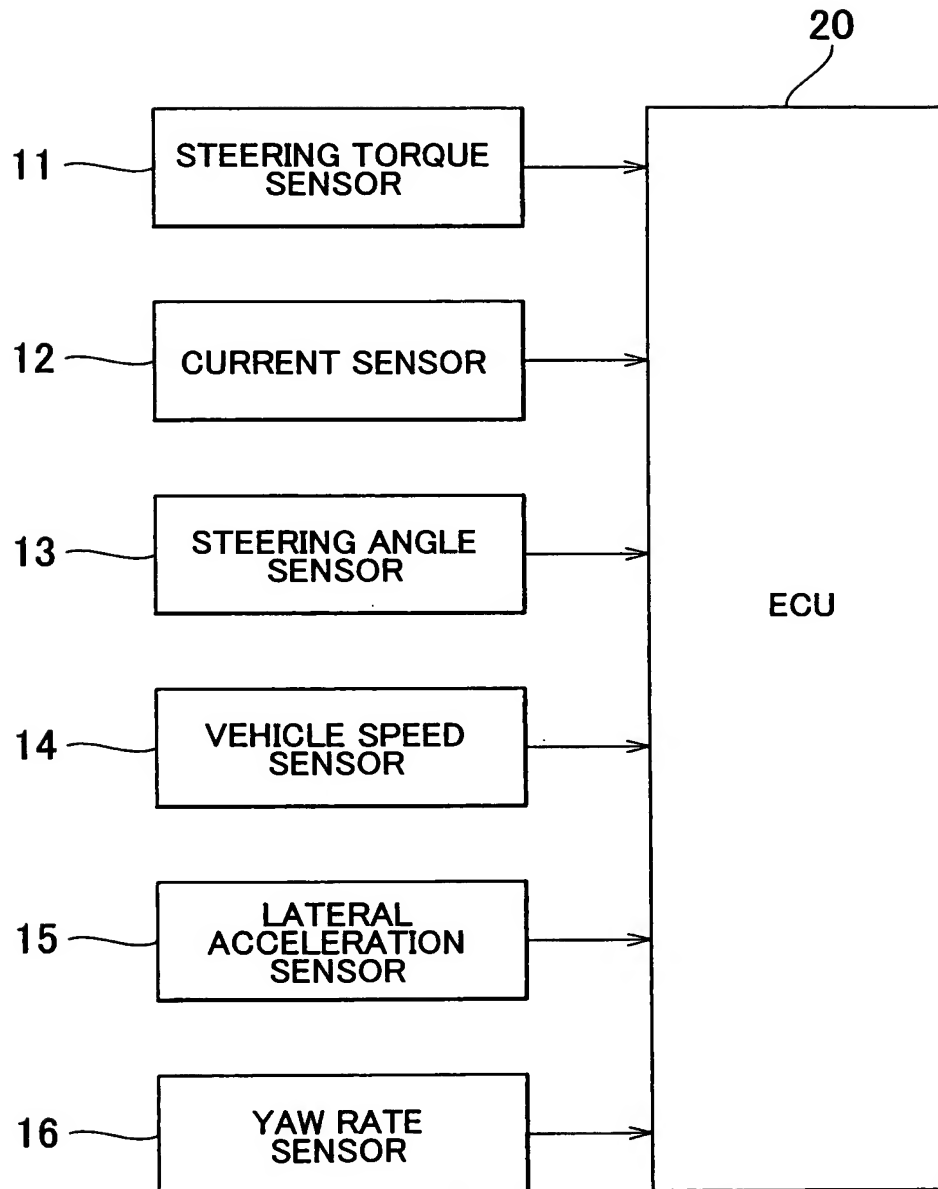 20
11
STEERING TORQUE
SENSOR
12
CURRENT SENSOR
13
STEERING ANGLE
SENSOR
ECU
14
VEHICLE SPEED
SENSOR
15
LATERAL
ACCELERATION
SENSOR
16
YAW RATE
SENSOR